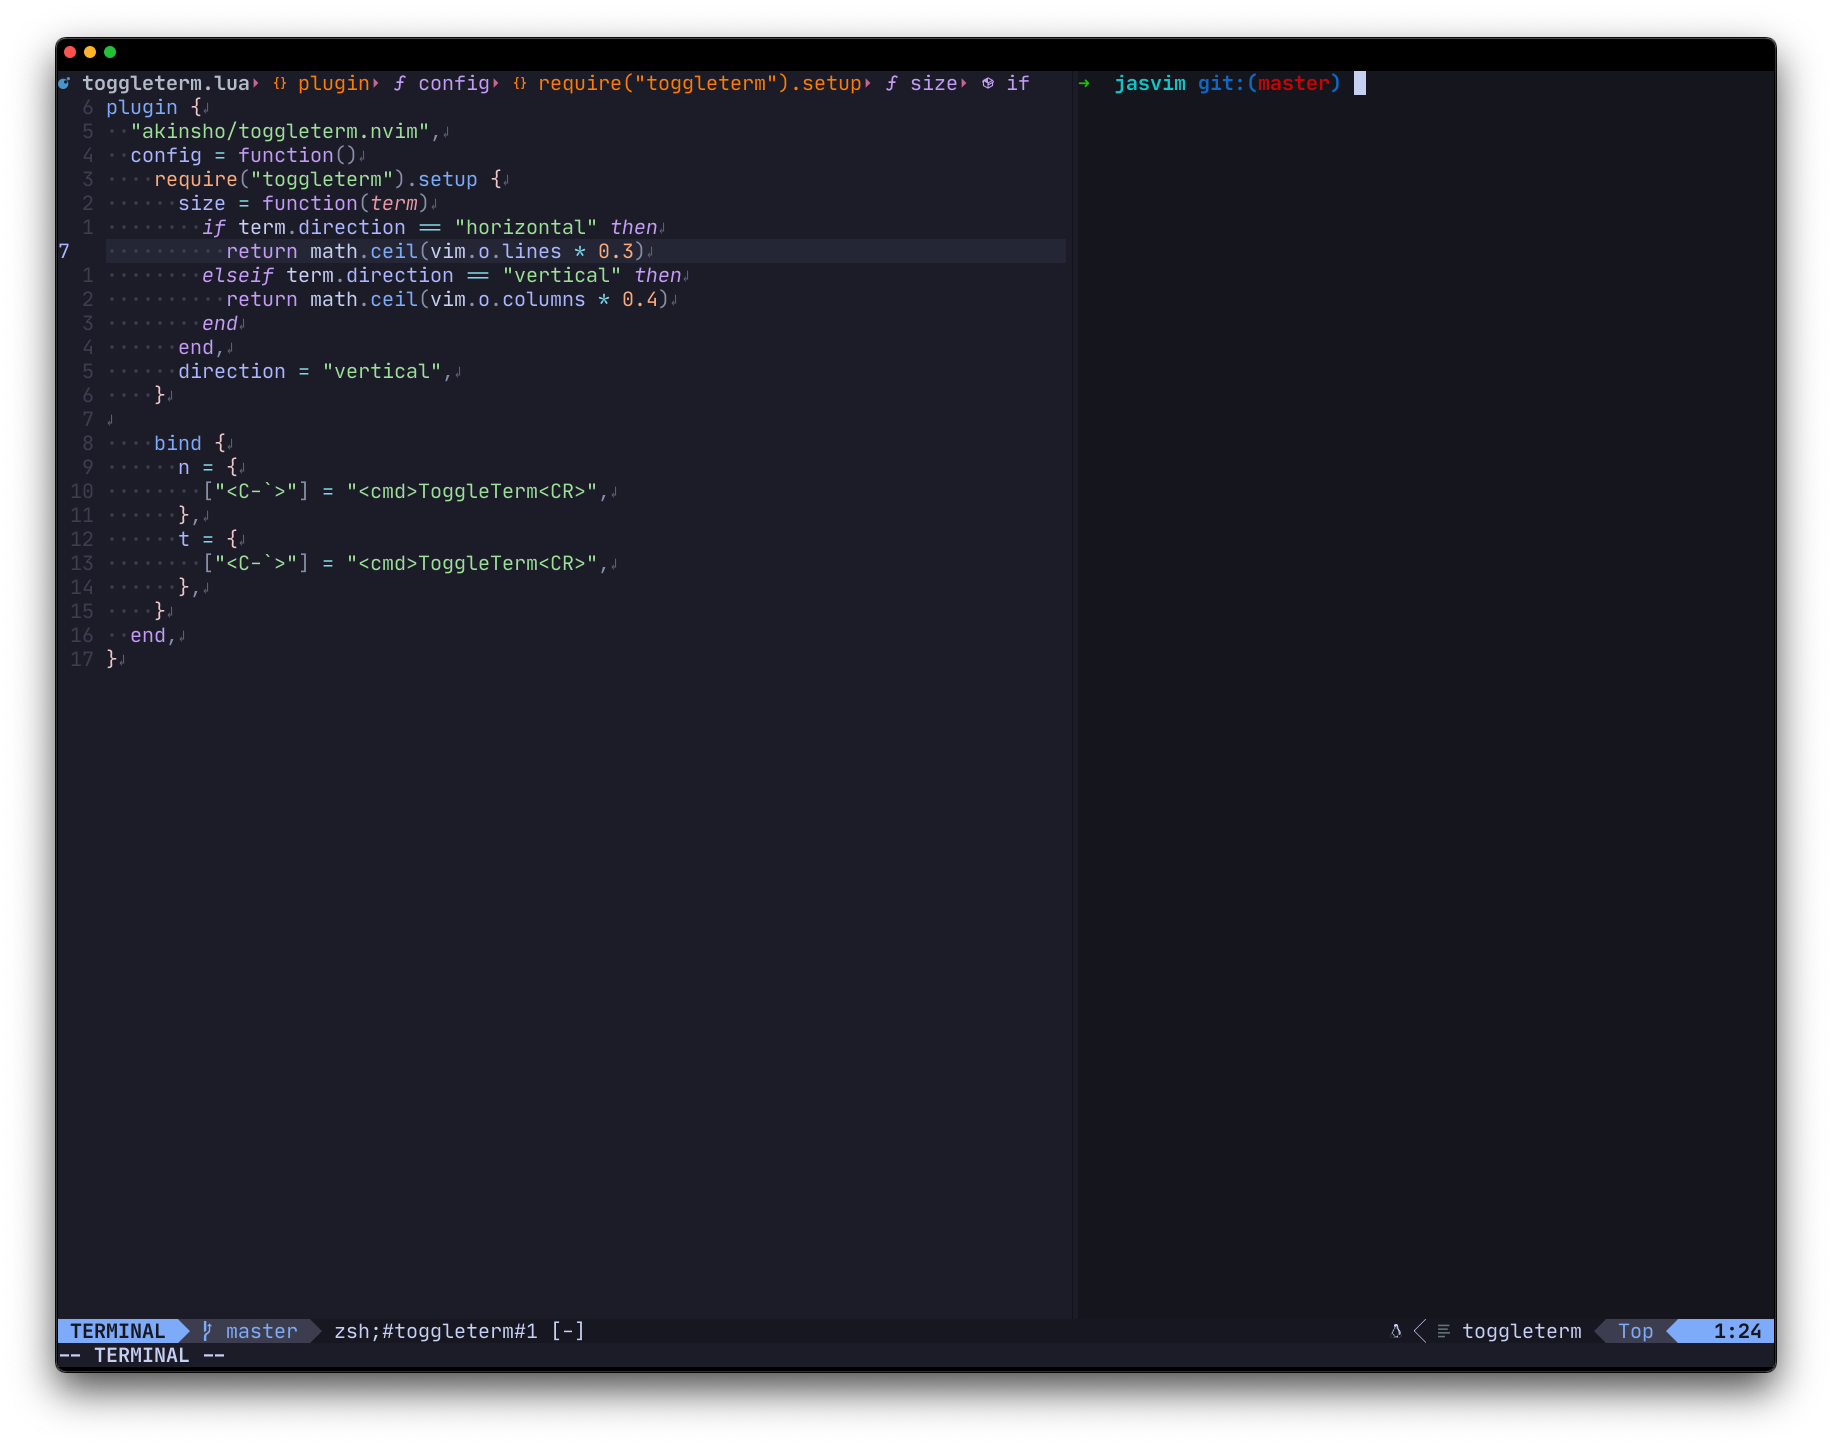 toggleterm.lua {} plugin ƒ config {} require("toggleterm").setup ƒ size if
6 plugin {
5 ··"akinsho/toggleterm.nvim",
4 ··config = function()
3 ····require("toggleterm").setup {
2 ······size = function(term)
1 ········if term.direction == "horizontal" then
7 ··········return math.ceil(vim.o.lines * 0.3)
1 ········elseif term.direction == "vertical" then
2 ··········return math.ceil(vim.o.columns * 0.4)
3 ········end
4 ······end,
5 ······direction = "vertical",
6 ····}
7
8 ····bind {
9 ······n = {
10 ········["<C-`>"] = "<cmd>ToggleTerm<CR>",
11 ······},
12 ······t = {
13 ········["<C-`>"] = "<cmd>ToggleTerm<CR>",
14 ······},
15 ····}
16 ··end,
17 }
➜ jasvim git:(master)
TERMINAL master zsh;#toggleterm#1 [-] toggleterm Top 1:24
-- TERMINAL --